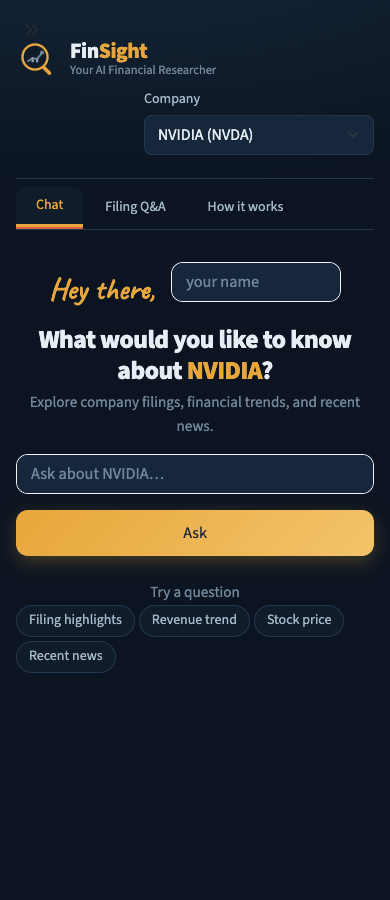 FinSight
Your AI Financial Researcher
Company
NVIDIA (NVDA)
Chat
Filing Q&A
How it works
Hey there,
your name
What would you like to know
about NVIDIA?
Explore company filings, financial trends, and recent
news.
Ask about NVIDIA...
Ask
Try a question
Filing highlights
Revenue trend
Stock price
Recent news